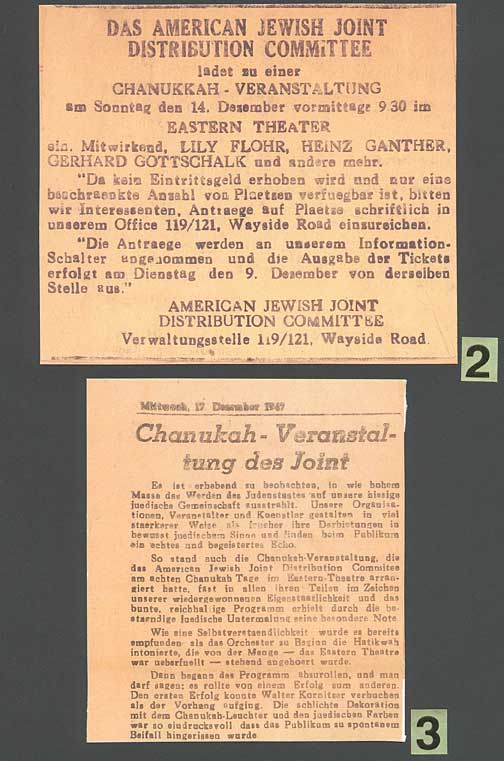 DAS AMERICAN JEWISH JOINT
DISTRIBUTION COMMITTEE
ladet zu einer
CHANUKKAH - VERANSTALTUNG
am Sonntag den 14. Dezember vormittags 9 30 im
EASTERN THEATER
ein. Mitwirkend, LILY FLOHR, HEINZ GANTHER,
GERHARD GOTTSCHALK und andere mehr.
"Da kein Eintrittsgeld erhoben wird und nur eine
beschraenkte Anzahl von Plaetzen verfuegbar ist, bitten
wir Interessenten, Antraege auf Plaetze schriftlich in
unserem Office 119/121, Wayside Road einzureichen.
"Die Antraege werden an unserem Information-
Schalter angenommen und die Ausgabe der Tickets
erfolgt am Dienstag den 9. Dezember von derselben
Stelle aus."
AMERICAN JEWISH JOINT
DISTRIBUTION COMMITTEE
Verwaltungsstelle 119/121, Wayside Road
2
Mittwoch, 17 Dezember 1947
Chanukah - Veranstal-
tung des Joint
Es ist erhebend zu beobachten, in wie hohem
Masse das Werden des Judenstaates auf unsere hiesige
juedische Gemeinschaft ausstrahlt. Unsere Organisa-
tionen, Veranstalter und Kuenstler gestalten in viel
staerkerer Weise als frueher ihre Darbietungen in
bewusst juedischem Sinne und finden beim Publikum
ein echtes und begeistertes Echo.
So stand auch die Chanukah-Veranstaltung, die
das American Jewish Joint Distribution Committee
am achten Chanukah Tage im Eastern-Theatre arran-
giert hatte, fast in allen ihren Teilen im Zeichen
unserer wiedergewonnenen Eigenstaatlichkeit und das
bunte, reichhaltige Programm erhielt durch die be-
staendige juedische Untermalung seine besondere Note
Wie eine Selbstverstaendlichkeit wurde es bereits
empfunden als das Orchester zu Beginn die Hatikwah
intonierte, die von der Menge — das Eastern Theatre
war ueberfuellt — stehend angehoert wurde.
Dann begann das Programm abzurollen, und man
darf sagen: es rollte von einem Erfolg zum anderen.
Den ersten Erfolg konnte Walter Kornitzer verbuchen
als der Vorhang aufging. Die schlichte Dekoration
mit dem Chanukah-Leuchter und den juedischen Farben
war so eindrucksvoll dass das Publikum zu spontanem
Beifall hingerissen wurde
3